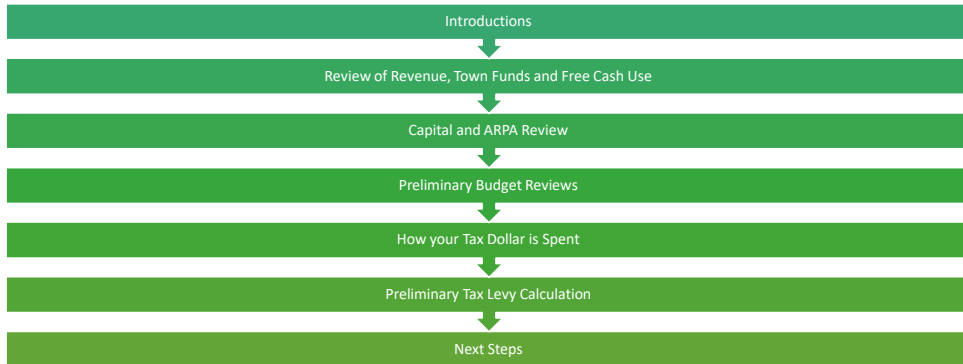 Introductions
Review of Revenue, Town Funds and Free Cash Use
Capital and ARPA Review
Preliminary Budget Reviews
How your Tax Dollar is Spent
Preliminary Tax Levy Calculation
Next Steps